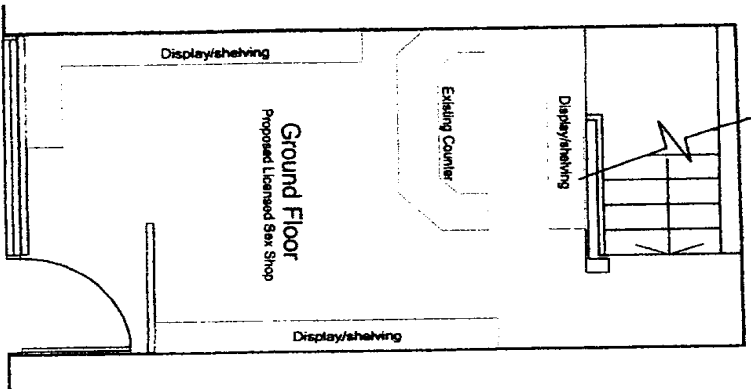 Display/shelving
Existing Counter
Display/shelving
Ground Floor
Proposed Licensed Sex Shop
Display/shelving